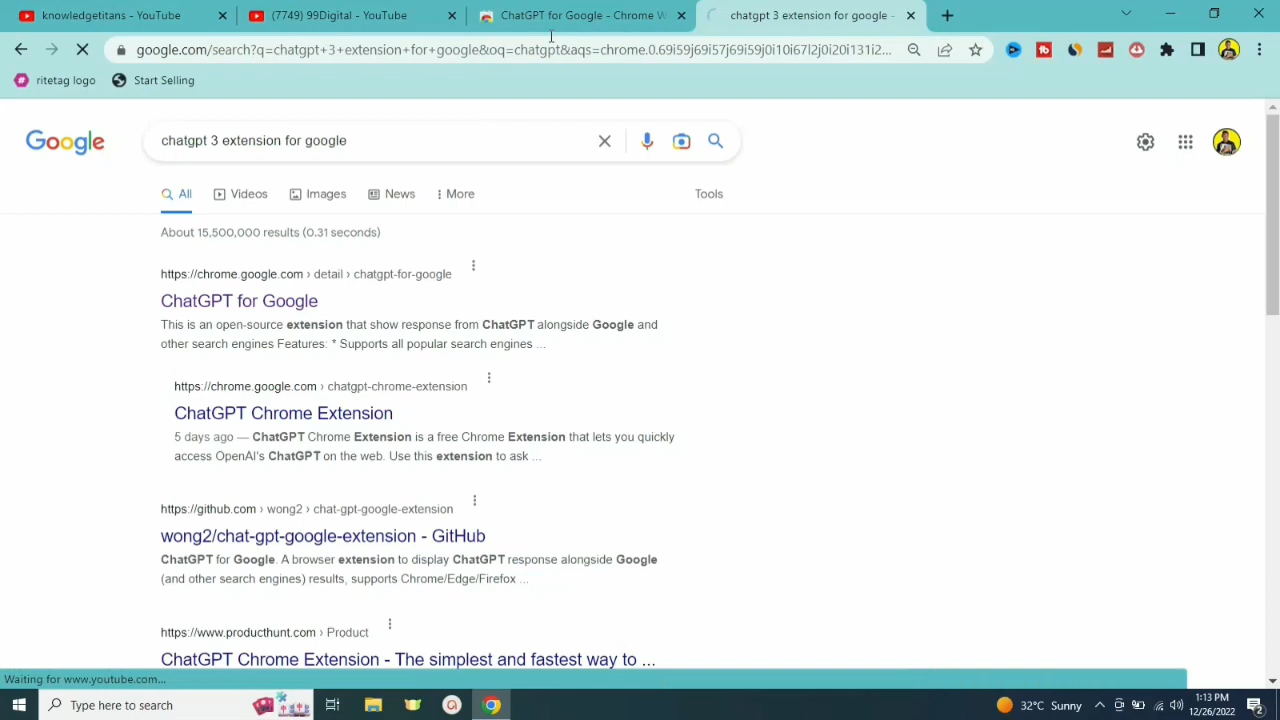 knowledgetitans - YouTube
(7749) 99Digital - YouTube
ChatGPT for Google - Chrome W
chatgpt 3 extension for google -
google.com/search?q=chatgpt+3+extension+for+google&oq=chatgpt&aqs=chrome.0.69i59j69i57j69i59j0i10i67l2j0i20i131i2...
ritetag logo
Start Selling
Google
chatgpt 3 extension for google
All
Videos
Images
News
More
Tools
About 15,500,000 results (0.31 seconds)
https://chrome.google.com › detail › chatgpt-for-google
ChatGPT for Google
This is an open-source extension that show response from ChatGPT alongside Google and
other search engines Features: * Supports all popular search engines ...
https://chrome.google.com › chatgpt-chrome-extension
ChatGPT Chrome Extension
5 days ago — ChatGPT Chrome Extension is a free Chrome Extension that lets you quickly
access OpenAI's ChatGPT on the web. Use this extension to ask ...
https://github.com › wong2 › chat-gpt-google-extension
wong2/chat-gpt-google-extension - GitHub
ChatGPT for Google. A browser extension to display ChatGPT response alongside Google
(and other search engines) results, supports Chrome/Edge/Firefox ...
https://www.producthunt.com › Product
ChatGPT Chrome Extension - The simplest and fastest way to ...
Waiting for www.youtube.com...
Type here to search
32°C Sunny
1:13 PM
12/26/2022
2